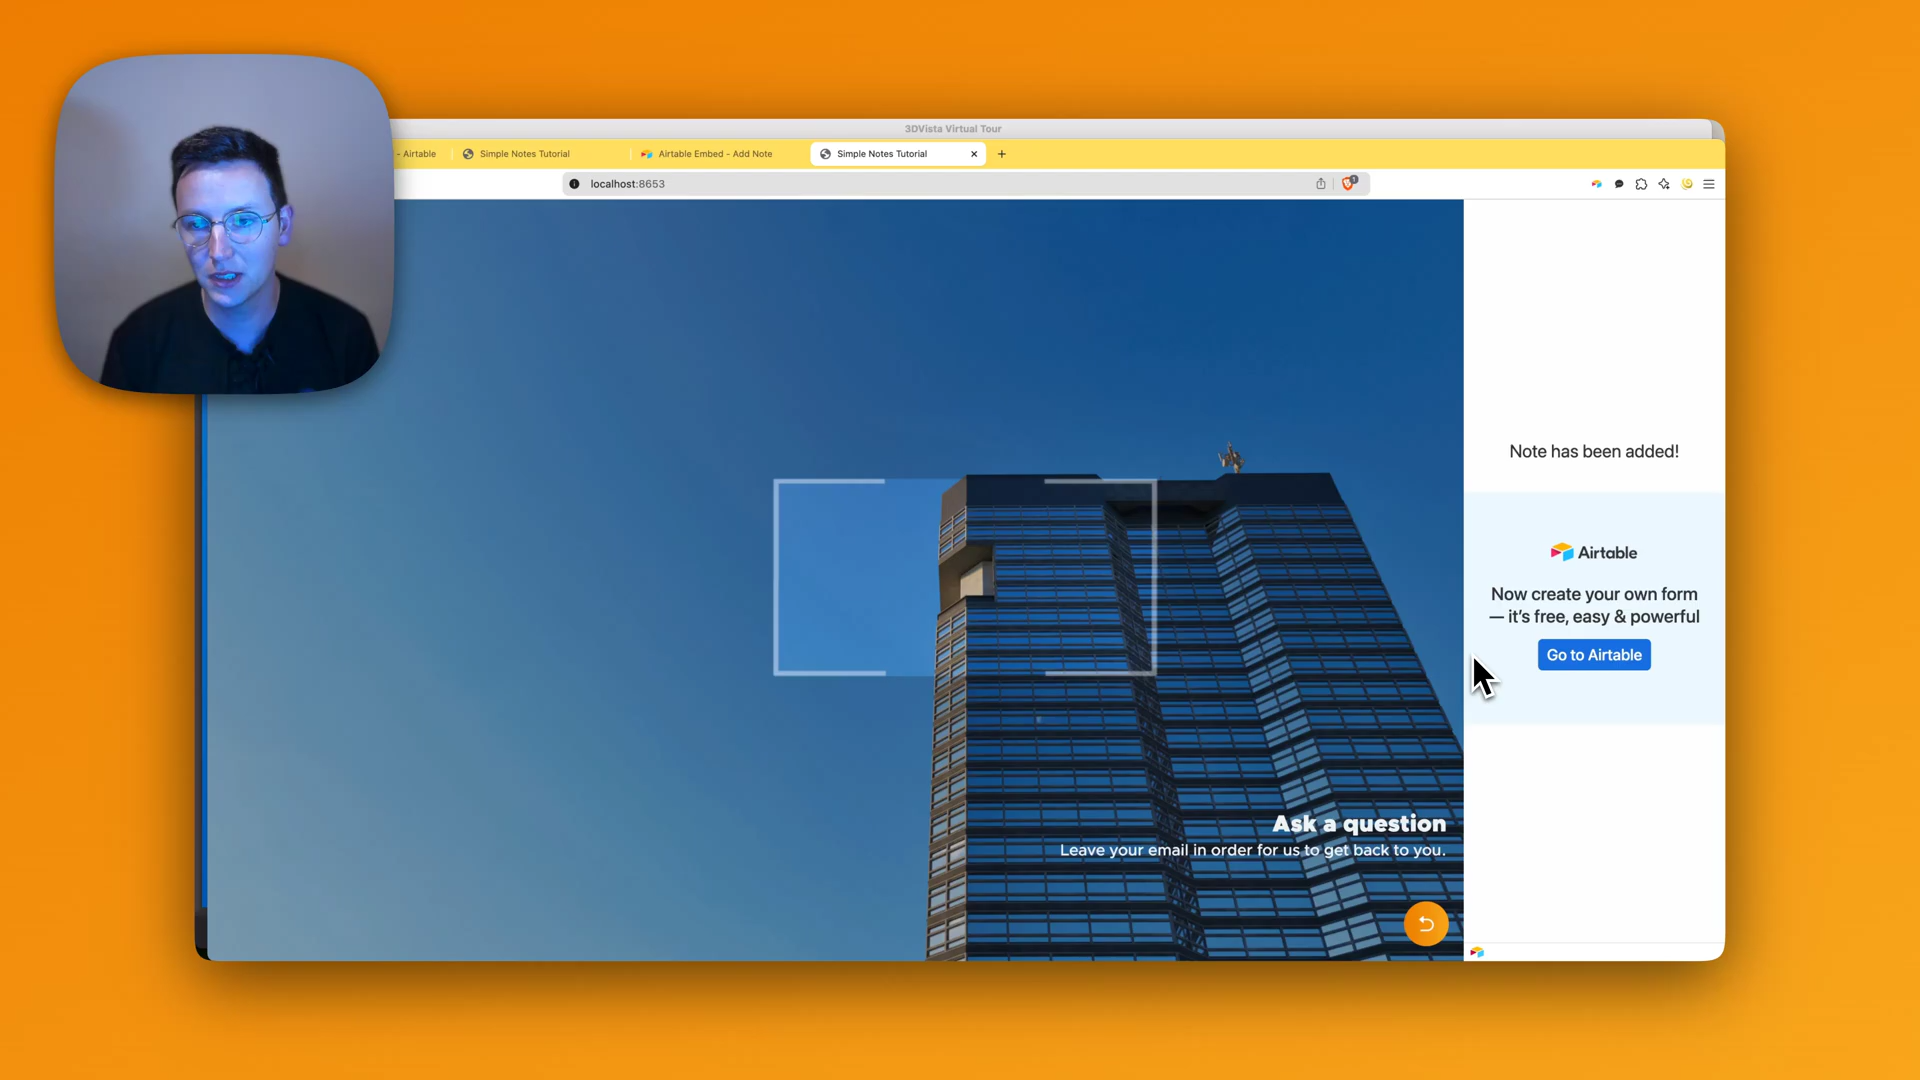 3DVista Virtual Tour
- Airtable
Simple Notes Tutorial
Airtable Embed - Add Note
Simple Notes Tutorial
localhost:8653
1
Note has been added!
Airtable
Now create your own form
— it's free, easy & powerful
Go to Airtable
Ask a question
Leave your email in order for us to get back to you.